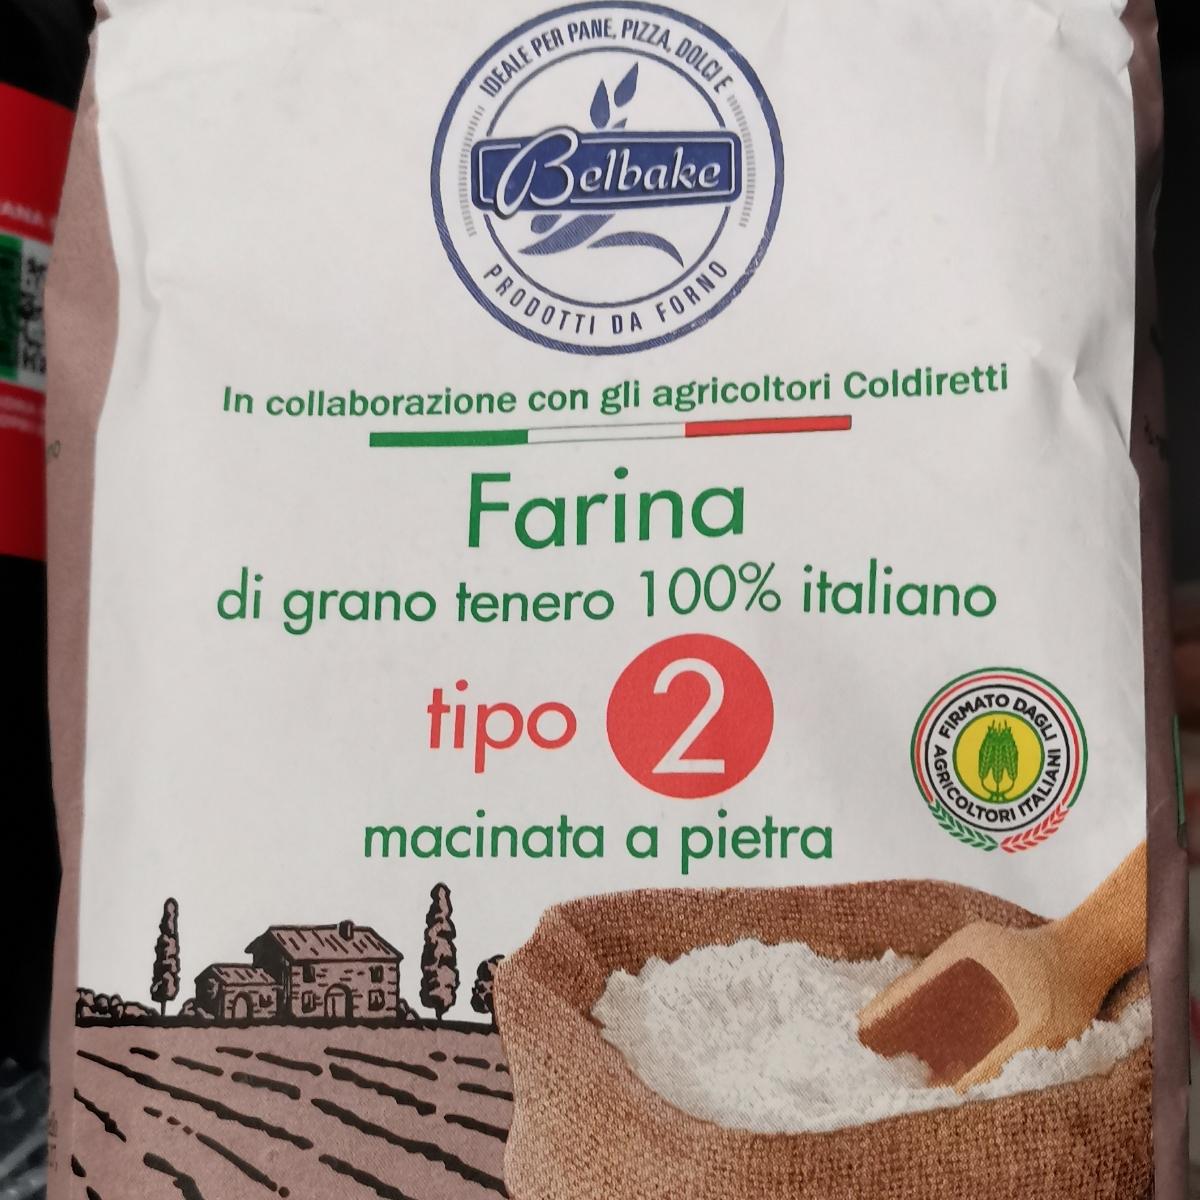 IDEALE PER PANE, PIZZA, DOLCI E
Belbake
PRODOTTI DA FORNO
In collaborazione con gli agricoltori Coldiretti
Farina
di grano tenero 100% italiano
tipo 2
macinata a pietra
FIRMATO DAGLI
AGRICOLTORI ITALIANI